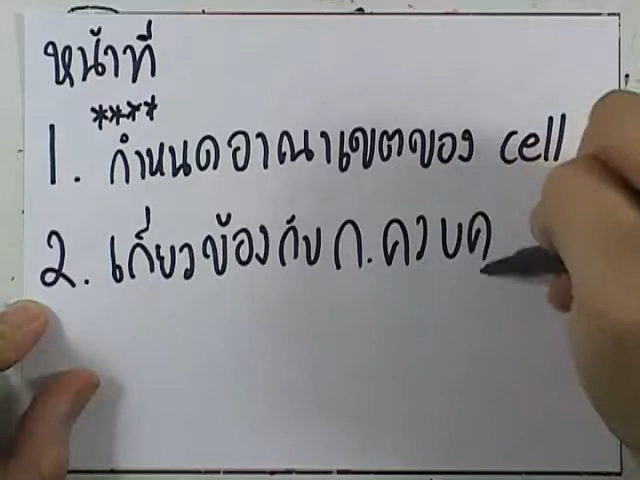 หน้าที่
****
1. กำหนดอาณาเขตของ cell
2. เกี่ยวข้องกับ ก. ควบค